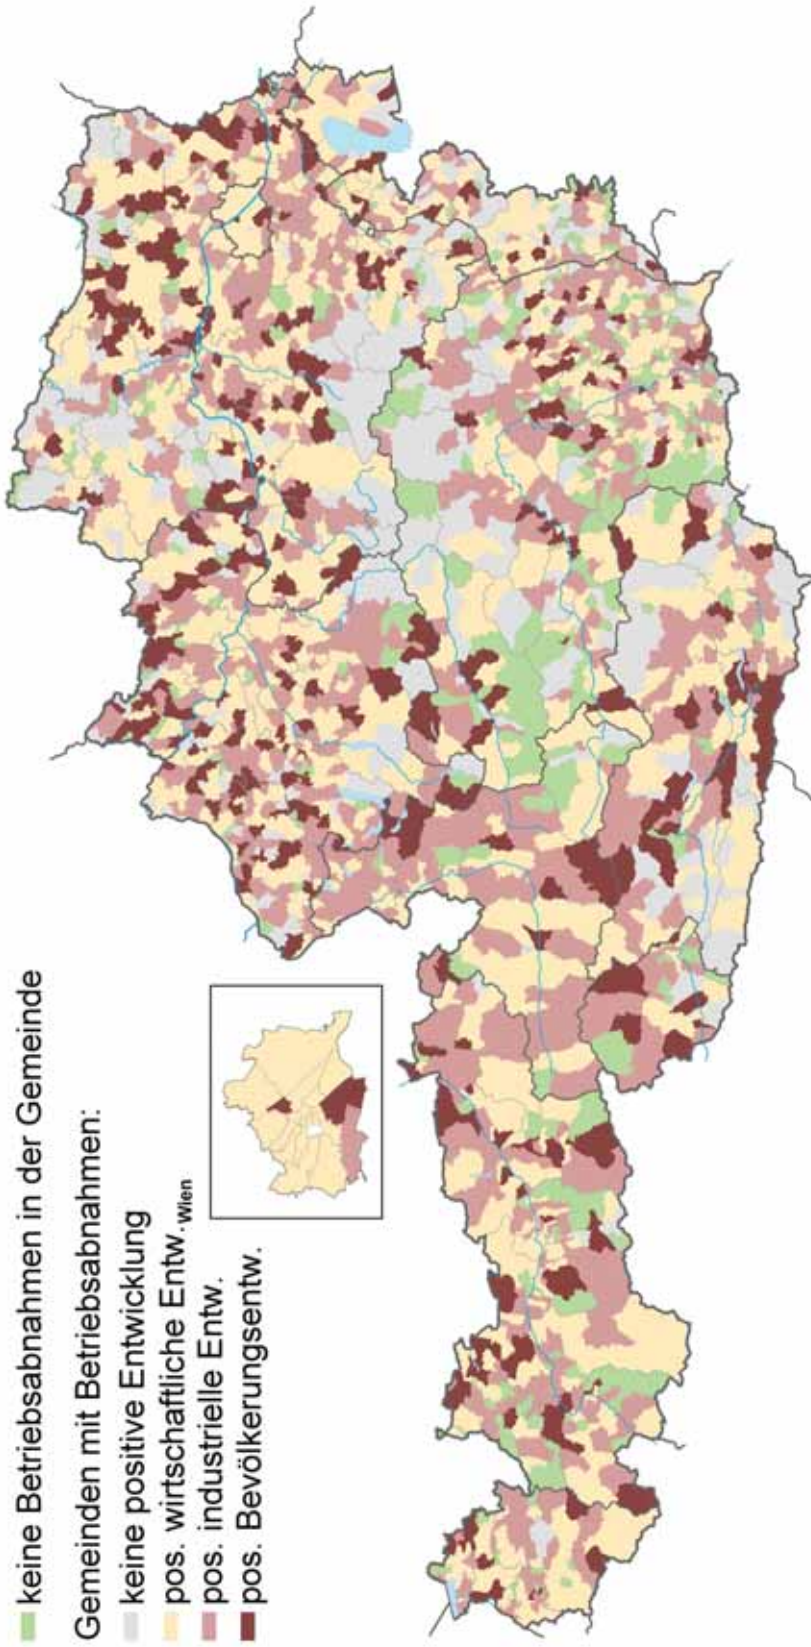 keine Betriebsabnahmen in der Gemeinde
Gemeinden mit Betriebsabnahmen:
keine positive Entwicklung
pos. wirtschaftliche Entw.
pos. industrielle Entw.
pos. Bevölkerungsentw.
Wien